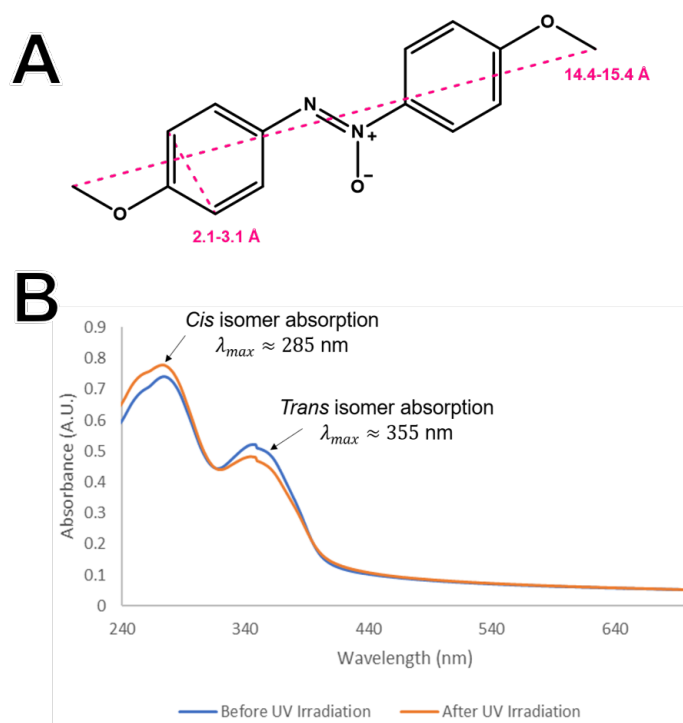 A
O
14.4-15.4 Å
N
N+
O−
O
2.1-3.1 Å
B
Cis isomer absorption
λmax ≈ 285 nm
Trans isomer absorption
λmax ≈ 355 nm
Absorbance (A.U.)
0.9
0.8
0.7
0.6
0.5
0.4
0.3
0.2
0.1
0
240 340 440 540 640
Wavelength (nm)
Before UV Irradiation After UV Irradiation